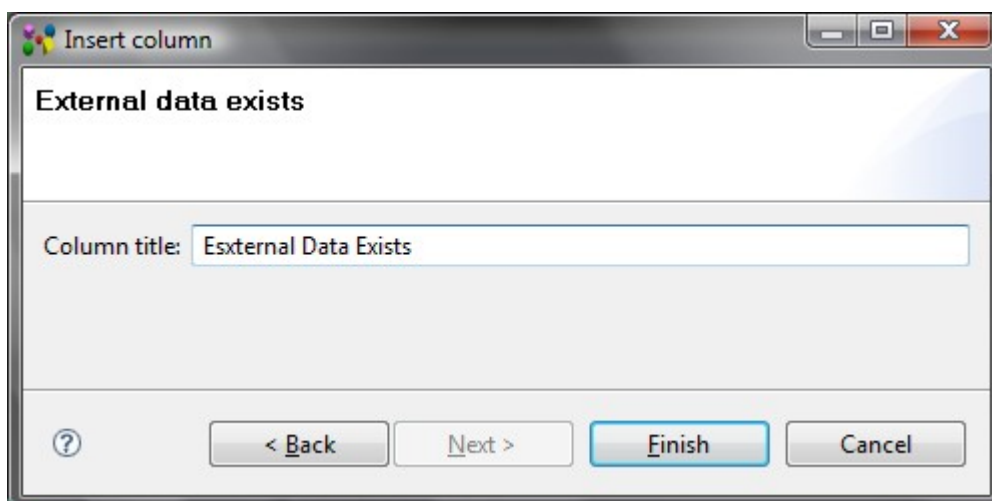 Insert column
External data exists
Column title: Esxternal Data Exists
< Back Next > Finish Cancel